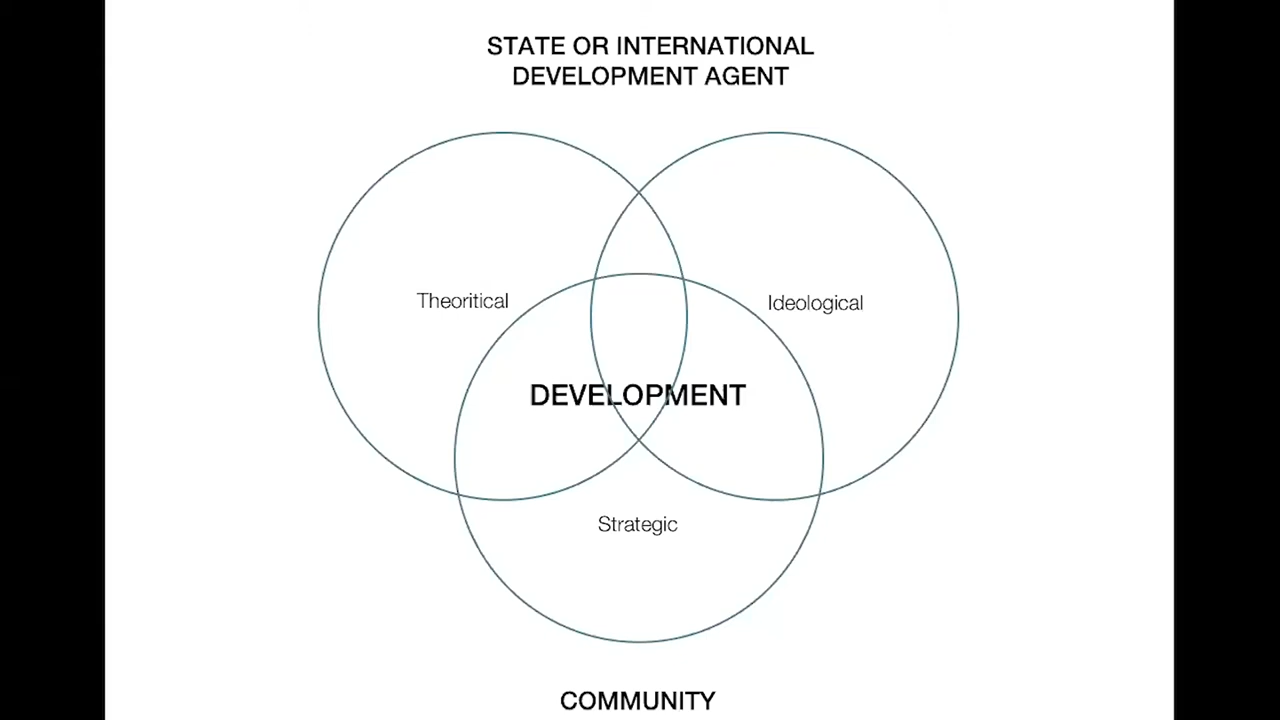 STATE OR INTERNATIONAL
DEVELOPMENT AGENT
Theoritical
Ideological
DEVELOPMENT
Strategic
COMMUNITY